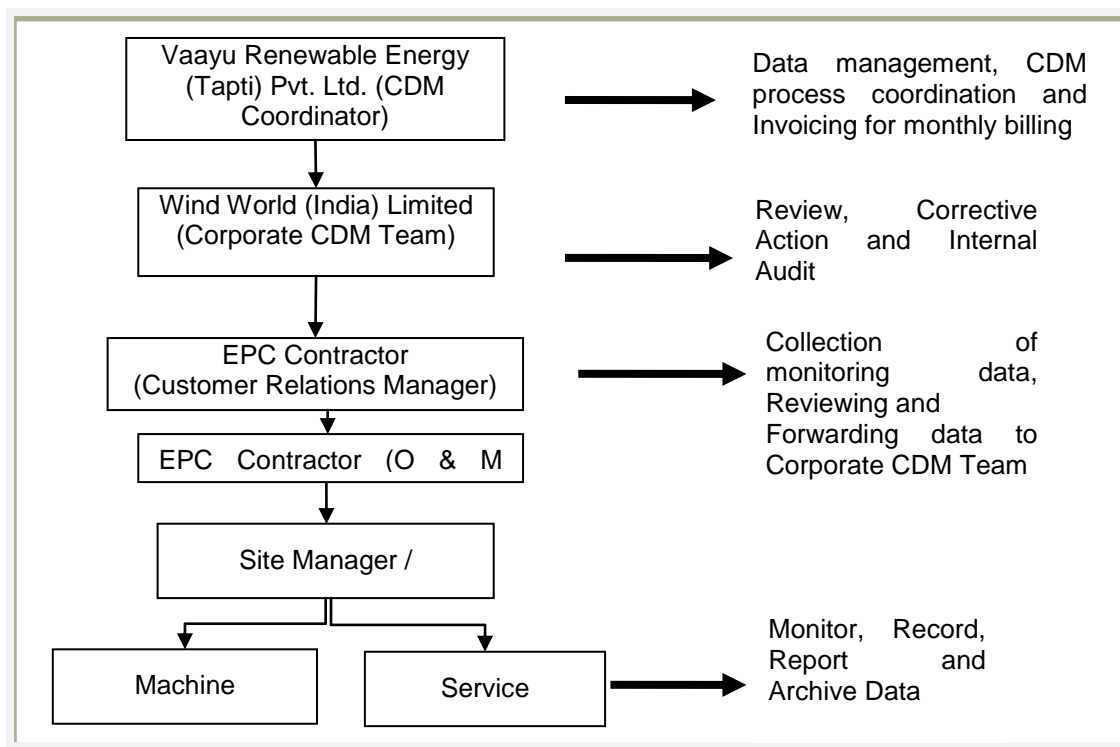 Vaayu Renewable Energy
(Tapti) Pvt. Ltd. (CDM
Coordinator)
Data management, CDM
process coordination and
Invoicing for monthly billing
Wind World (India) Limited
(Corporate CDM Team)
Review, Corrective
Action and Internal
Audit
EPC Contractor
(Customer Relations Manager)
Collection of
monitoring data,
Reviewing and
Forwarding data to
Corporate CDM Team
EPC Contractor (O & M
Site Manager /
Machine
Service
Monitor, Record,
Report and
Archive Data